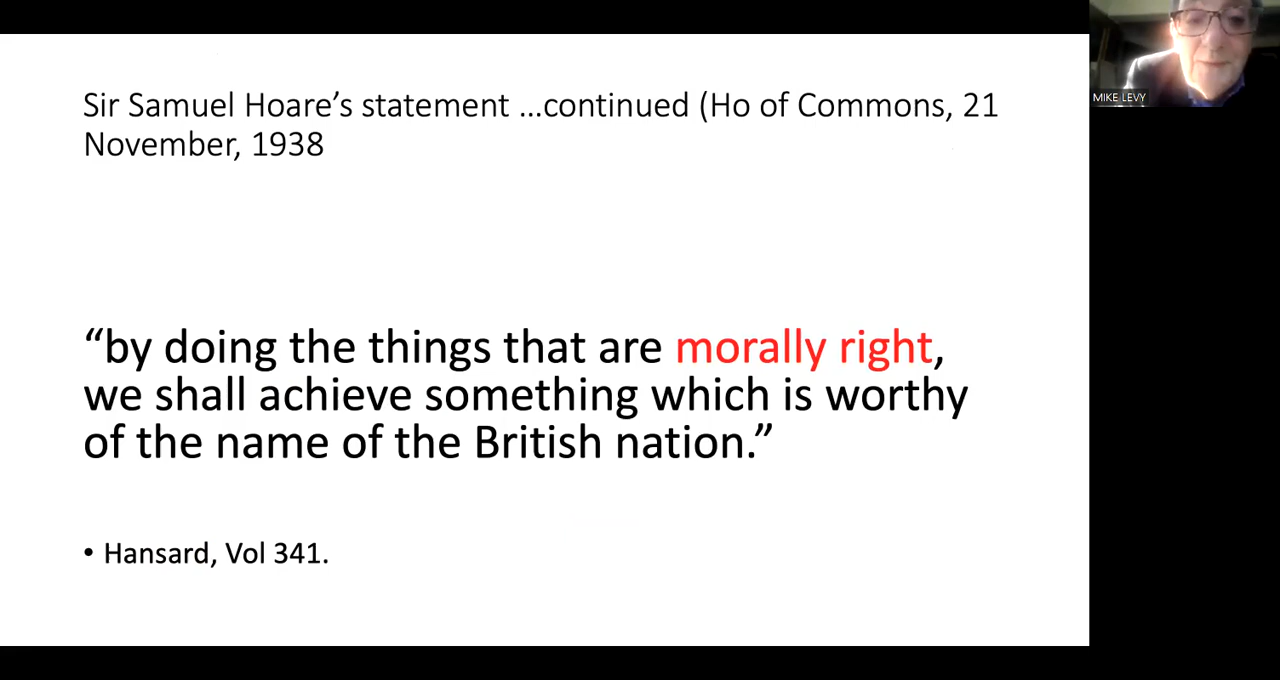 Sir Samuel Hoare’s statement …continued (Ho of Commons, 21
November, 1938
MIKE LEVY
“by doing the things that are morally right,
we shall achieve something which is worthy
of the name of the British nation.”
• Hansard, Vol 341.